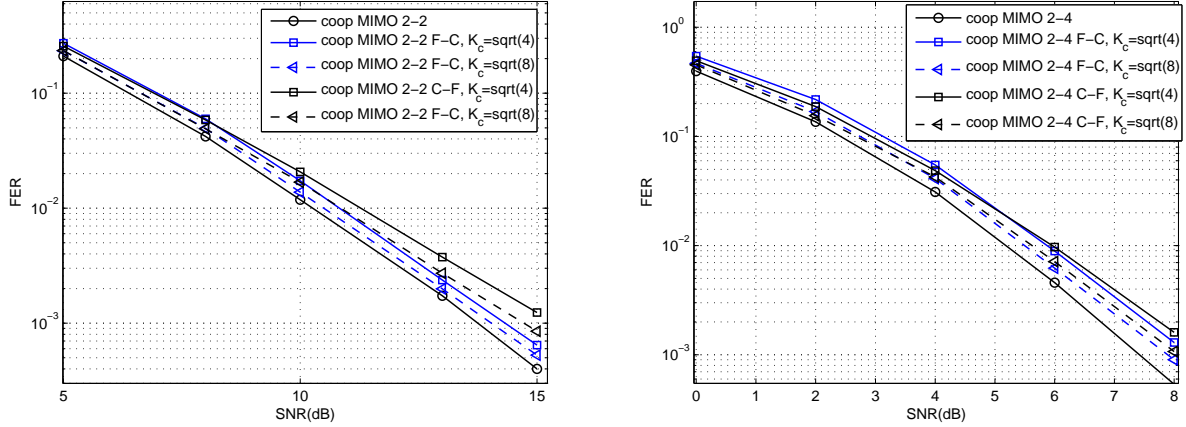 coop MIMO 2−2
coop MIMO 2−2 F−C, K_c=sqrt(4)
coop MIMO 2−2 F−C, K_c=sqrt(8)
coop MIMO 2−2 C−F, K_c=sqrt(4)
coop MIMO 2−2 F−C, K_c=sqrt(8)
10^−1
10^−2
10^−3
FER
5
10
15
SNR(dB)
coop MIMO 2−4
coop MIMO 2−4 F−C, K_c=sqrt(4)
coop MIMO 2−4 F−C, K_c=sqrt(8)
coop MIMO 2−4 C−F, K_c=sqrt(4)
coop MIMO 2−4 C−F, K_c=sqrt(8)
10^0
10^−1
10^−2
10^−3
FER
0
1
2
3
4
5
6
7
8
SNR(dB)